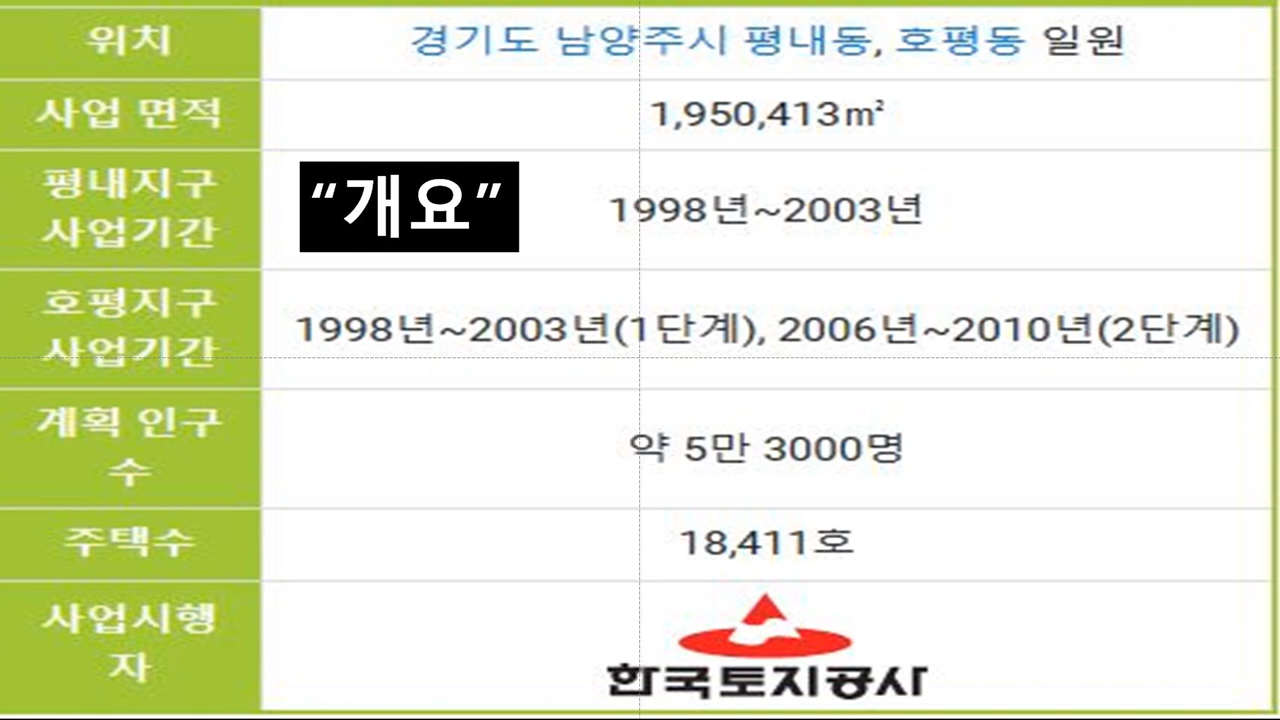 위치
경기도 남양주시 평내동, 호평동 일원
사업 면적
1,950,413㎡
평내지구
사업기간
“개요”
1998년~2003년
호평지구
사업기간
1998년~2003년(1단계), 2006년~2010년(2단계)
계획 인구
수
약 5만 3000명
주택수
18,411호
사업시행
자
한국토지공사